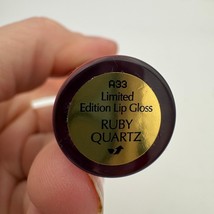 A33
Limited
Edition Lip Gloss
RUBY
QUARTZ